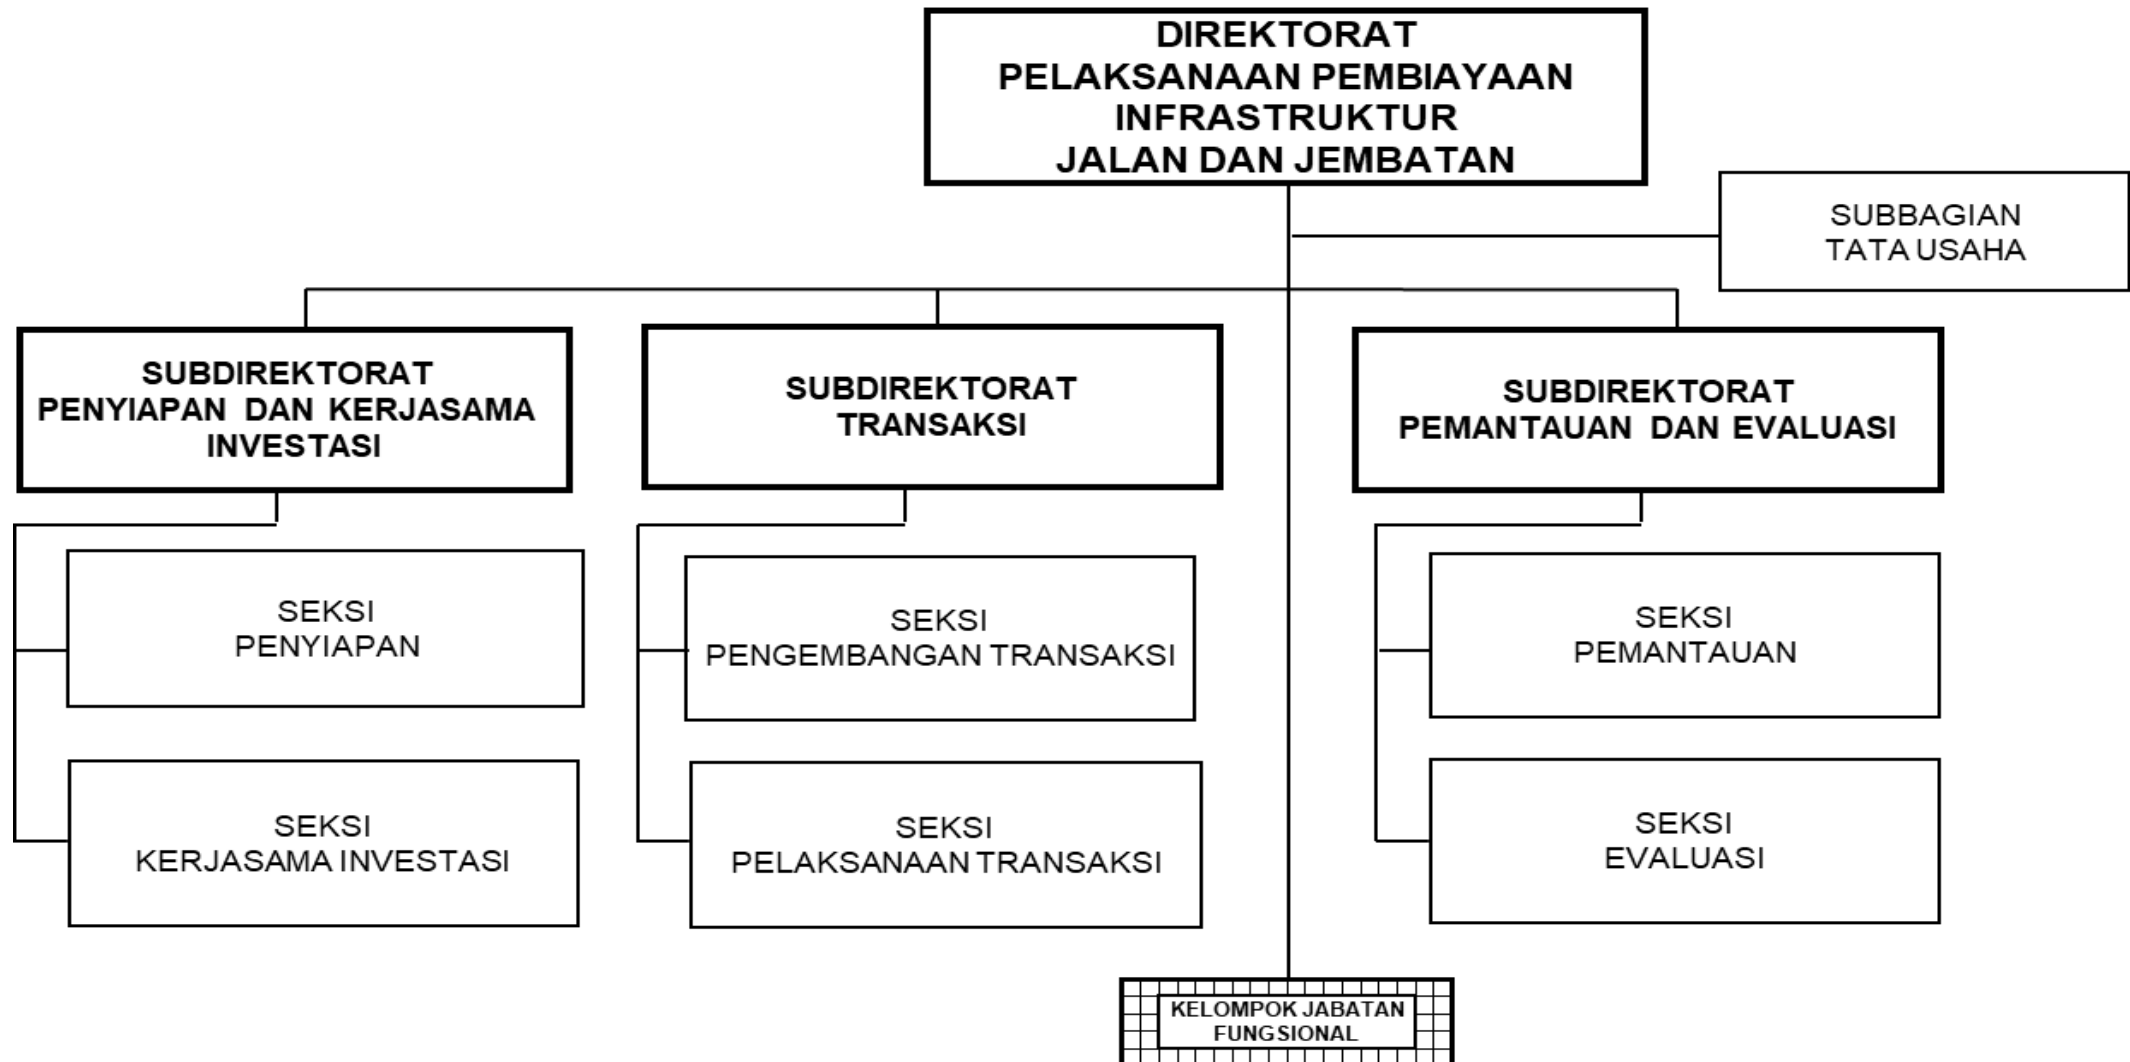 DIREKTORAT
PELAKSANAAN PEMBIAYAAN
INFRASTRUKTUR
JALAN DAN JEMBATAN
SUBBAGIAN
TATA USAHA
SUBDIREKTORAT
PENYIAPAN DAN KERJASAMA
INVESTASI
SUBDIREKTORAT
TRANSAKSI
SUBDIREKTORAT
PEMANTAUAN DAN EVALUASI
SEKSI
PENYIAPAN
SEKSI
PENGEMBANGAN TRANSAKSI
SEKSI
PEMANTAUAN
SEKSI
KERJASAMA INVESTASI
SEKSI
PELAKSANAAN TRANSAKSI
SEKSI
EVALUASI
KELOMPOK JABATAN
FUNGSIONAL